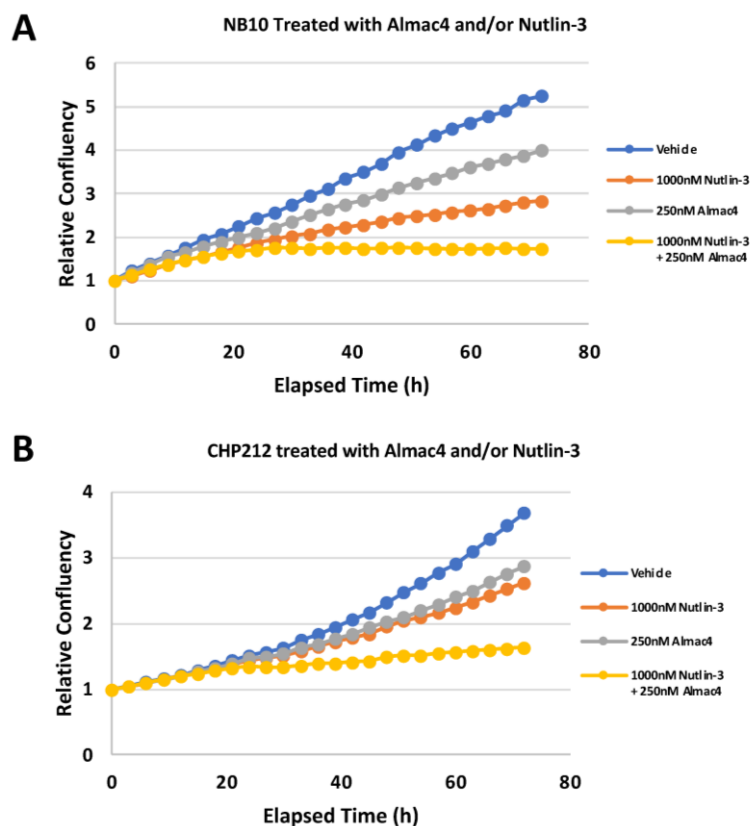 A
NB10 Treated with Almac4 and/or Nutlin-3
6
5
4
3
2
1
0
Relative Confluency
0 20 40 60 80
Elapsed Time (h)
Vehicle
1000nM Nutlin-3
250nM Almac4
1000nM Nutlin-3
+ 250nM Almac4
B
CHP212 treated with Almac4 and/or Nutlin-3
4
3
2
1
0
Relative Confluency
0 20 40 60 80
Elapsed Time (h)
Vehicle
1000nM Nutlin-3
250nM Almac4
1000nM Nutlin-3
+ 250nM Almac4